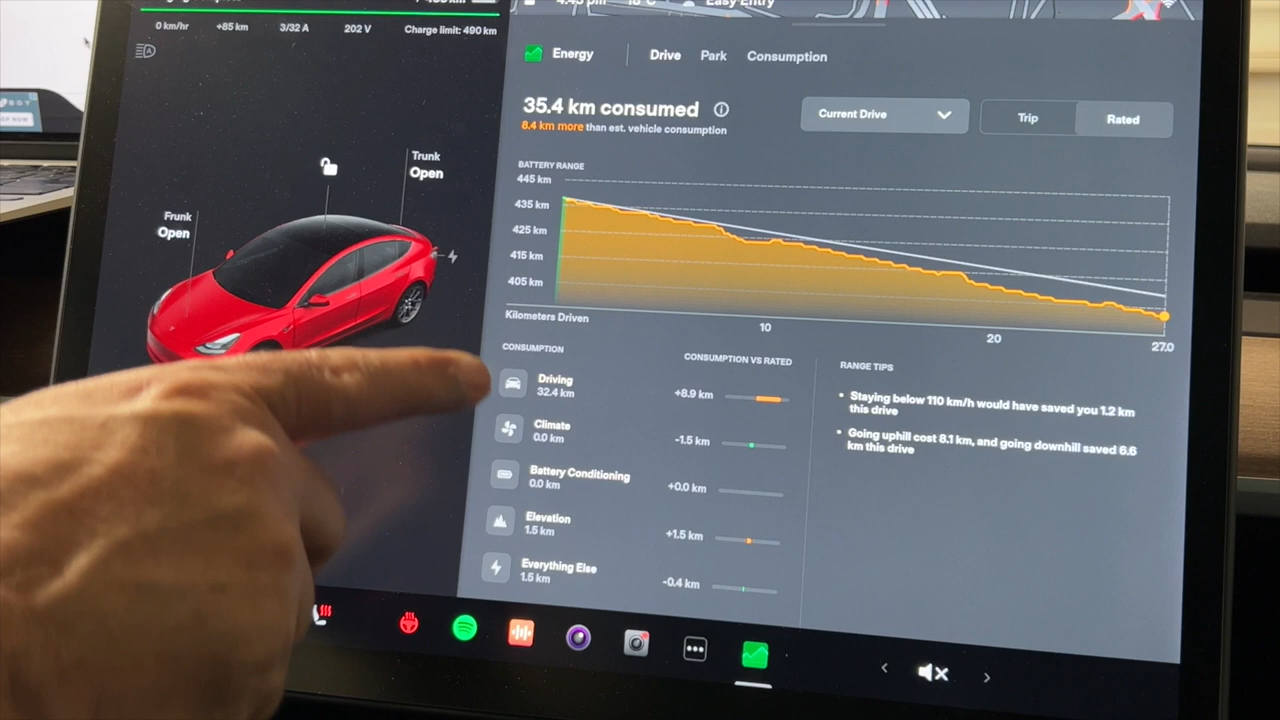 4:43 pm
Easy Entry
0 km/hr
+85 km
3/32 A
202 V
Charge limit: 490 km
Trunk
Open
Frunk
Open
Energy
Drive
Park
Consumption
35.4 km consumed
8.4 km more than est. vehicle consumption
Current Drive
Trip
Rated
BATTERY RANGE
445 km
435 km
425 km
415 km
405 km
Kilometers Driven
10
20
27.0
CONSUMPTION
CONSUMPTION VS RATED
Driving
32.4 km
+8.9 km
Climate
0.0 km
-1.5 km
Battery Conditioning
0.0 km
+0.0 km
Elevation
1.5 km
+1.5 km
Everything Else
1.5 km
-0.4 km
RANGE TIPS
• Staying below 110 km/h would have saved you 1.2 km
this drive
• Going uphill cost 8.1 km, and going downhill saved 6.6
km this drive